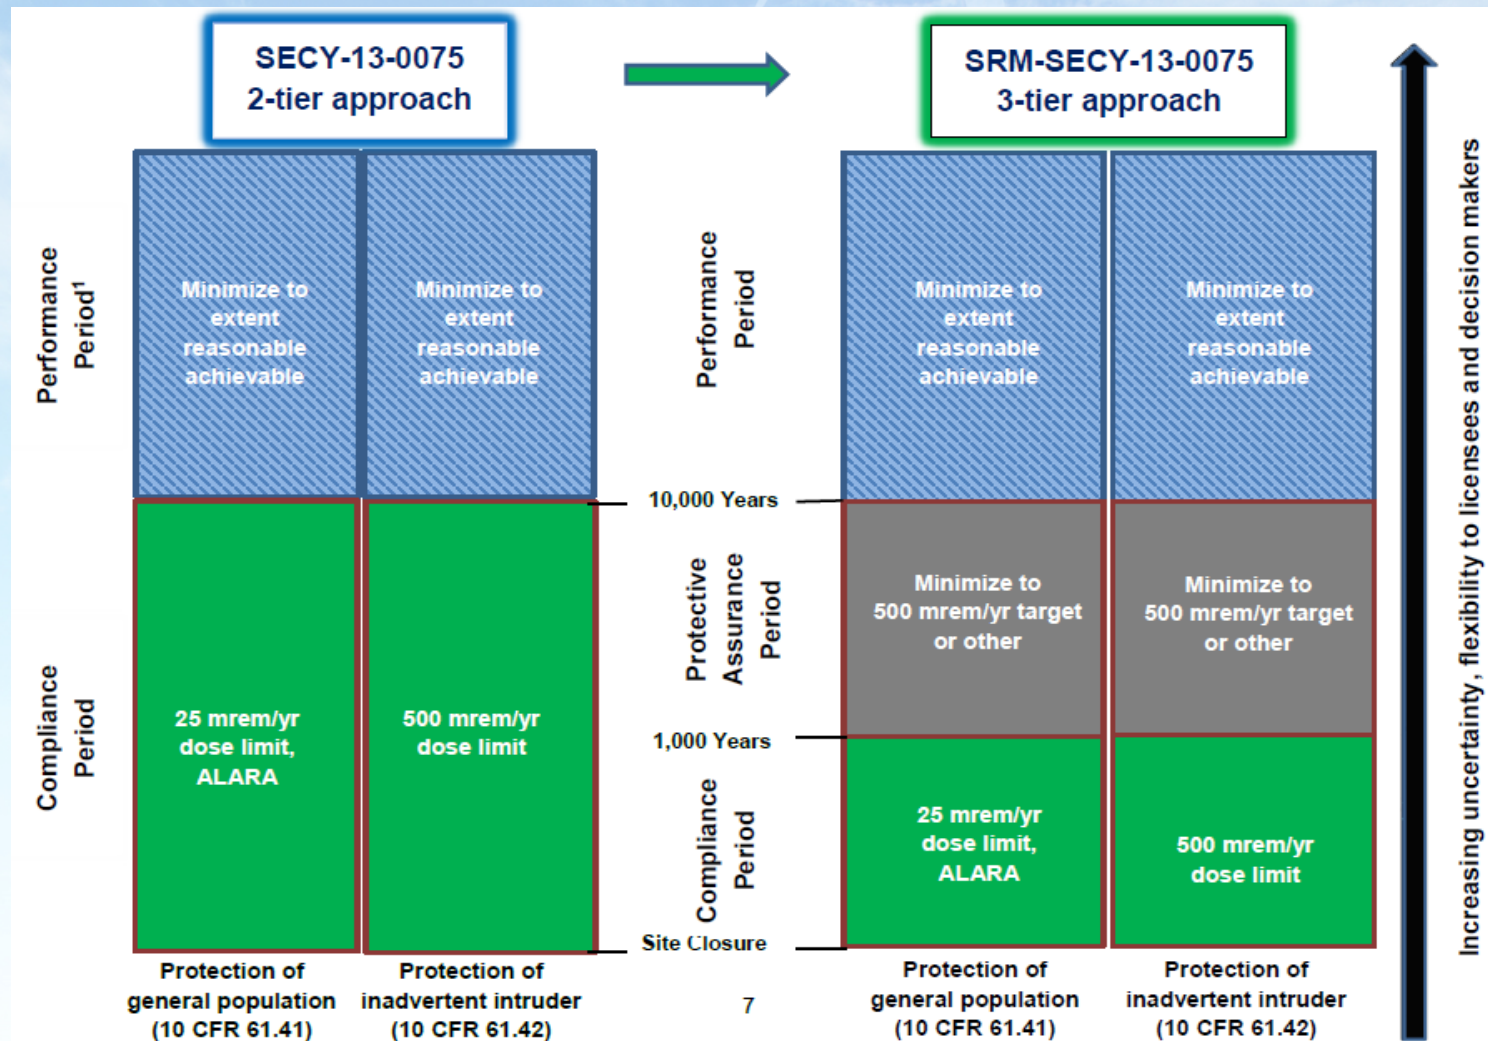 SECY-13-0075
2-tier approach
SRM-SECY-13-0075
3-tier approach
Performance
Period¹
Minimize to
extent
reasonable
achievable
Minimize to
extent
reasonable
achievable
Compliance
Period
25 mrem/yr
dose limit,
ALARA
500 mrem/yr
dose limit
Protection of
general population
(10 CFR 61.41)
Protection of
inadvertent intruder
(10 CFR 61.42)
Performance
Period
10,000 Years
Protective
Assurance
Period
1,000 Years
Compliance
Period
Site Closure
7
Minimize to
extent
reasonable
achievable
Minimize to
extent
reasonable
achievable
Minimize to
500 mrem/yr target
or other
Minimize to
500 mrem/yr target
or other
25 mrem/yr
dose limit,
ALARA
500 mrem/yr
dose limit
Protection of
general population
(10 CFR 61.41)
Protection of
inadvertent intruder
(10 CFR 61.42)
Increasing uncertainty, flexibility to licensees and decision makers